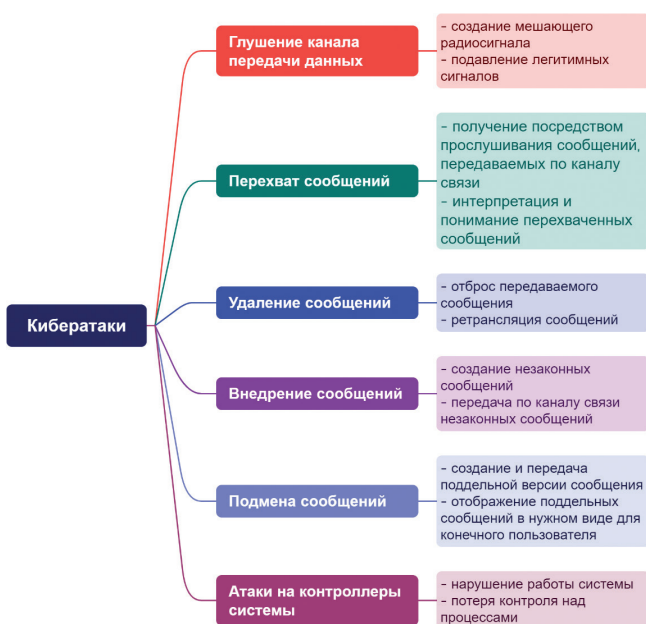 Кибератаки
Глушение канала
передачи данных
- создание мешающего
радиосигнала
- подавление легитимных
сигналов
Перехват сообщений
- получение посредством
прослушивания сообщений,
передаваемых по каналу
связи
- интерпретация и
понимание перехваченных
сообщений
Удаление сообщений
- отброс передаваемого
сообщения
- ретрансляция сообщений
Внедрение сообщений
- создание незаконных
сообщений
- передача по каналу связи
незаконных сообщений
Подмена сообщений
- создание и передача
поддельной версии сообщения
- отображение поддельных
сообщений в нужном виде для
конечного пользователя
Атаки на контроллеры
системы
- нарушение работы системы
- потеря контроля над
процессами